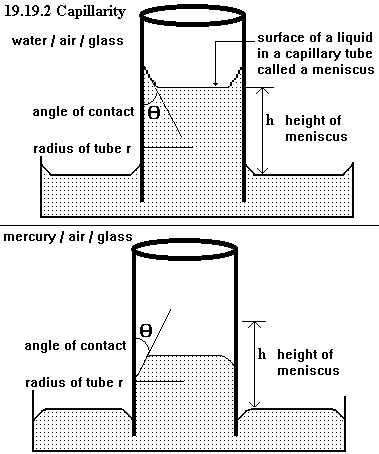 19.19.2 Capillarity
water / air / glass
surface of a liquid
in a capillary tube
called a meniscus
angle of contact
θ
h height of
meniscus
radius of tube r
mercury / air / glass
θ
angle of contact
h height of
meniscus
radius of tube r